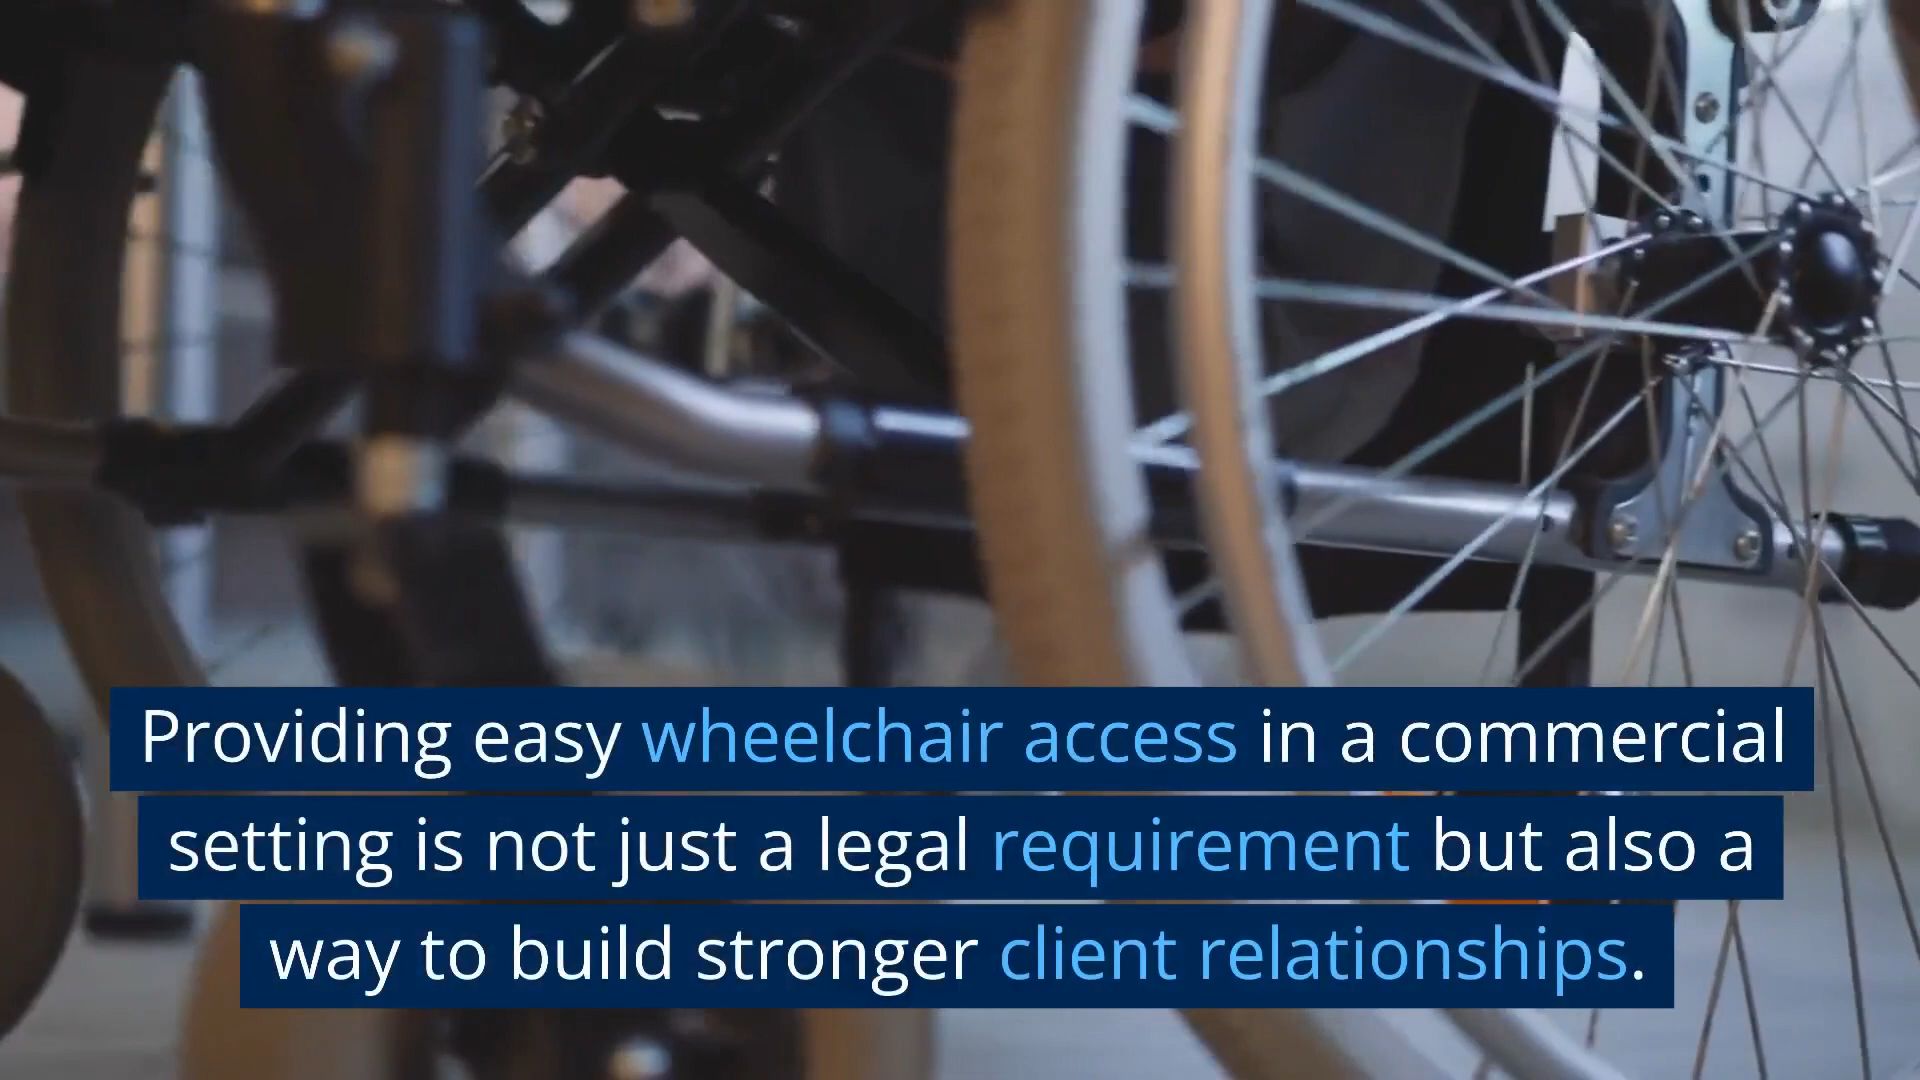 Providing easy wheelchair access in a commercial
setting is not just a legal requirement but also a
way to build stronger client relationships.